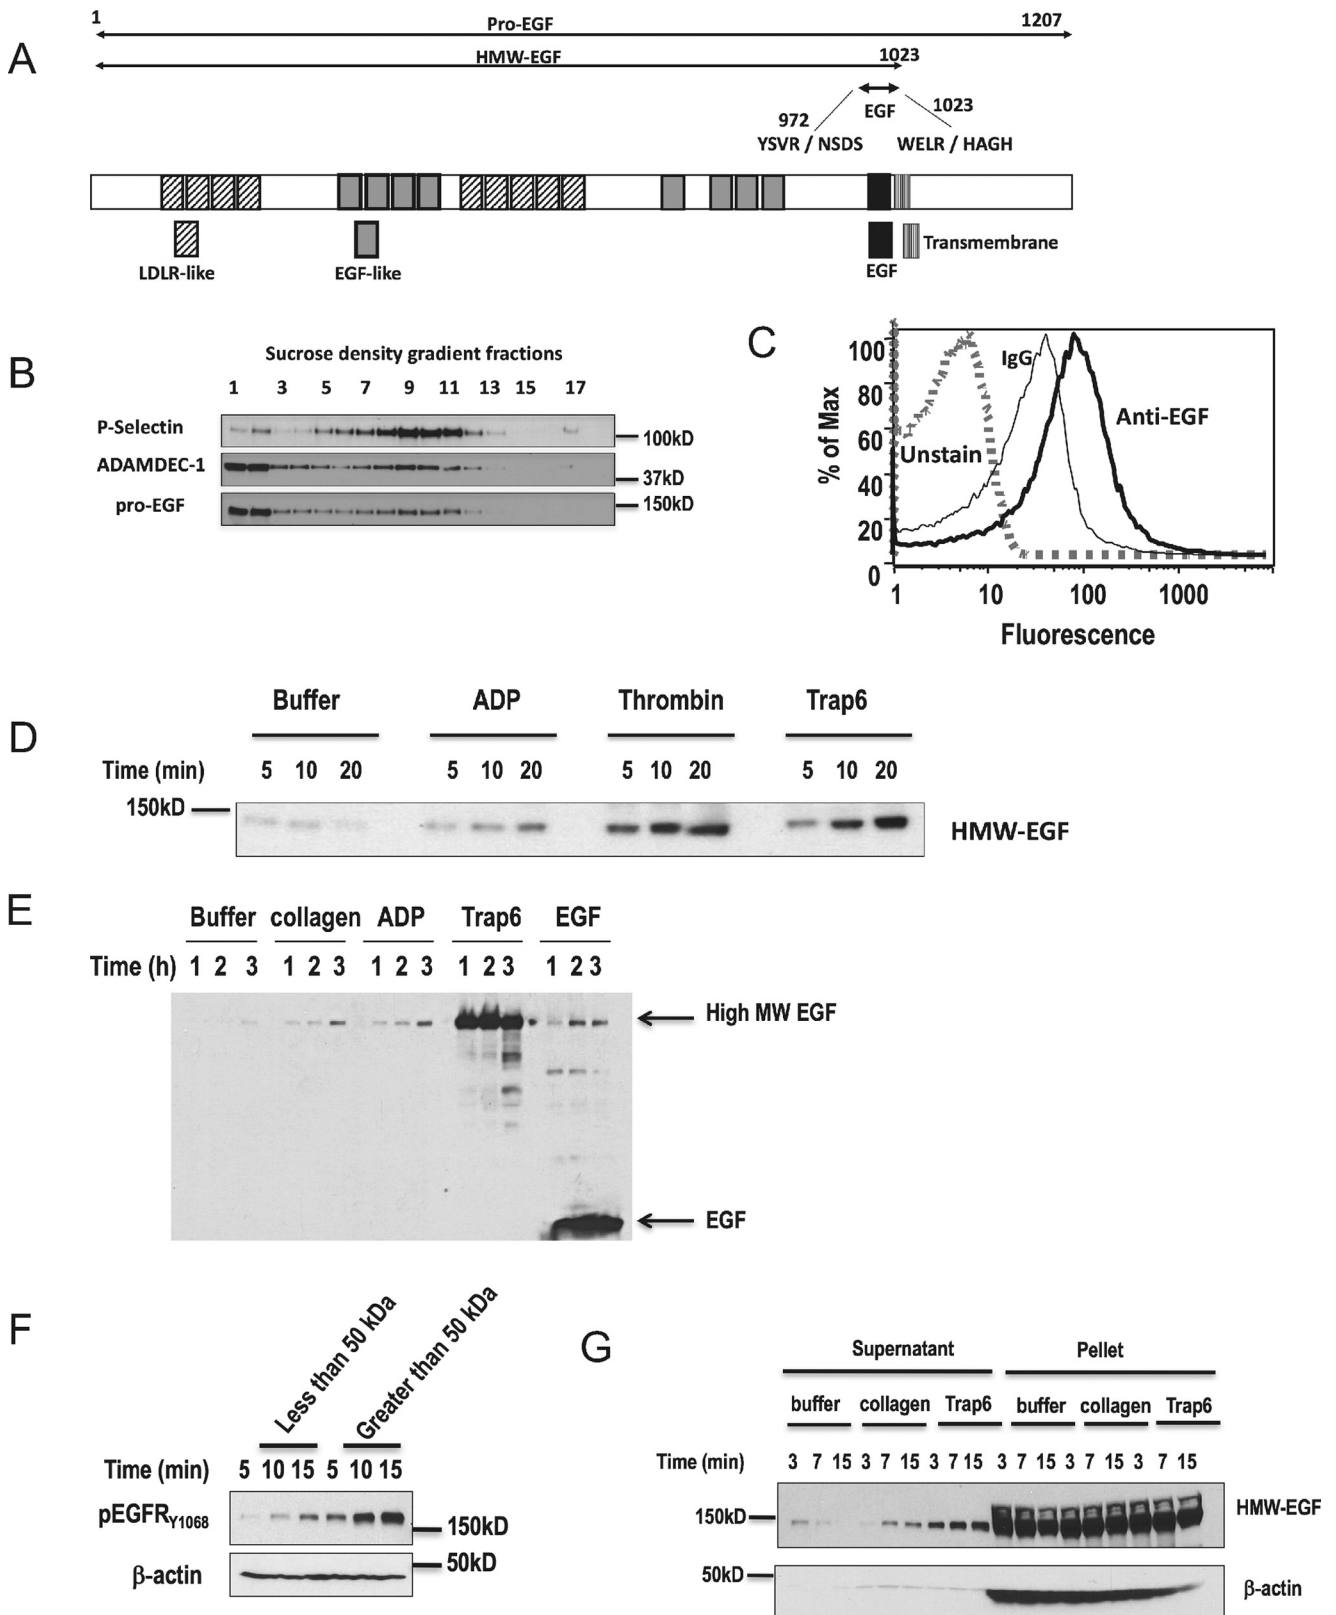 A
1 Pro-EGF 1207
HMW-EGF 1023
EGF
972 1023
YSVR / NSDS WELR / HAGH
LDLR-like EGF-like EGF Transmembrane
B
Sucrose density gradient fractions
1 3 5 7 9 11 13 15 17
P-Selectin 100kD
ADAMDEC-1 37kD
pro-EGF 150kD
C
% of Max
100
80
60
40
20
0
IgG
Anti-EGF
Unstain
1 10 100 1000
Fluorescence
D
Buffer ADP Thrombin Trap6
Time (min) 5 10 20 5 10 20 5 10 20 5 10 20
150kD
HMW-EGF
E
Buffer collagen ADP Trap6 EGF
Time (h) 1 2 3 1 2 3 1 2 3 1 2 3 1 2 3
High MW EGF
EGF
F
Less than 50 kDa
Greater than 50 kDa
Time (min) 5 10 15 5 10 15
pEGFRY1068 150kD
β-actin 50kD
G
Supernatant Pellet
buffer collagen Trap6 buffer collagen Trap6
Time (min) 3 7 15 3 7 15 3 7 15 3 7 15 3 7 15 3 7 15
150kD HMW-EGF
50kD β-actin